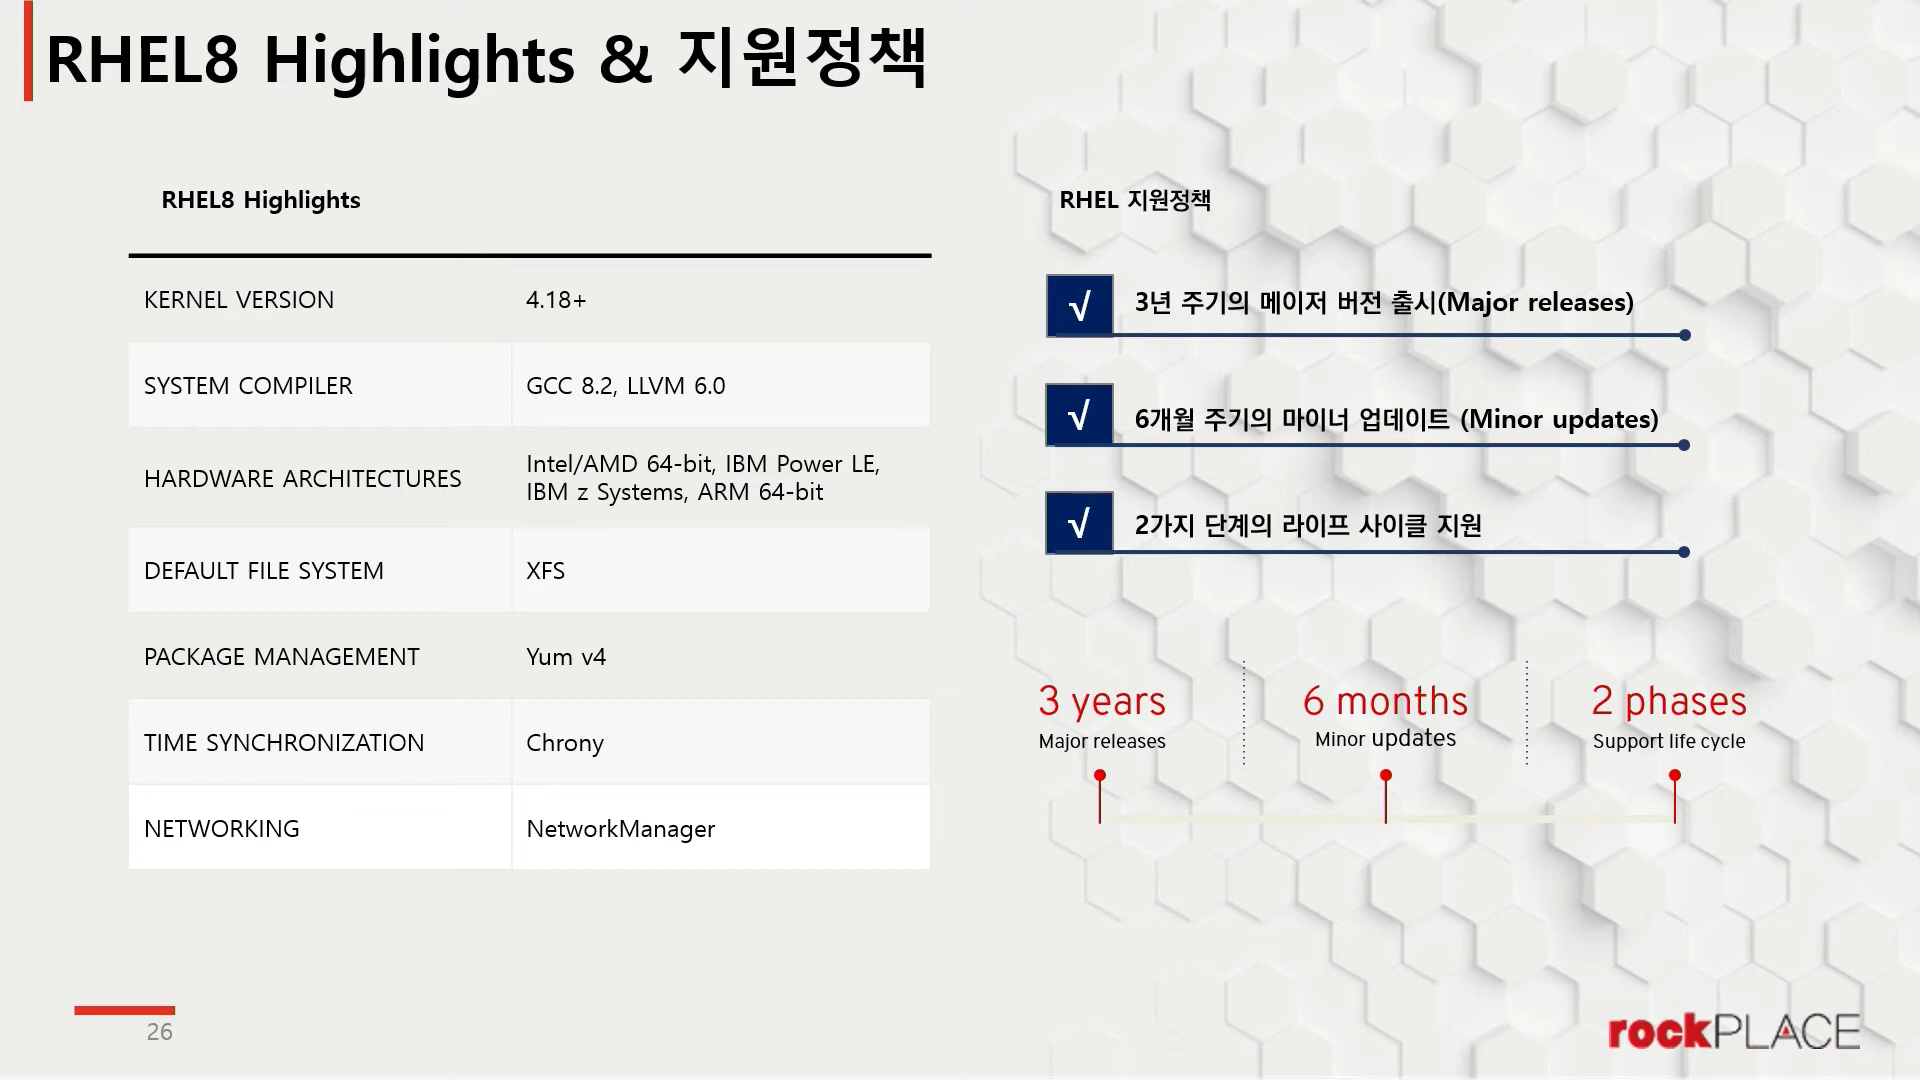 RHEL8 Highlights & 지원정책
RHEL8 Highlights
KERNEL VERSION 4.18+
SYSTEM COMPILER GCC 8.2, LLVM 6.0
HARDWARE ARCHITECTURES Intel/AMD 64-bit, IBM Power LE,
IBM z Systems, ARM 64-bit
DEFAULT FILE SYSTEM XFS
PACKAGE MANAGEMENT Yum v4
TIME SYNCHRONIZATION Chrony
NETWORKING NetworkManager
RHEL 지원정책
√ 3년 주기의 메이저 버전 출시(Major releases)
√ 6개월 주기의 마이너 업데이트 (Minor updates)
√ 2가지 단계의 라이프 사이클 지원
3 years
Major releases
6 months
Minor updates
2 phases
Support life cycle
26
rockPLACE